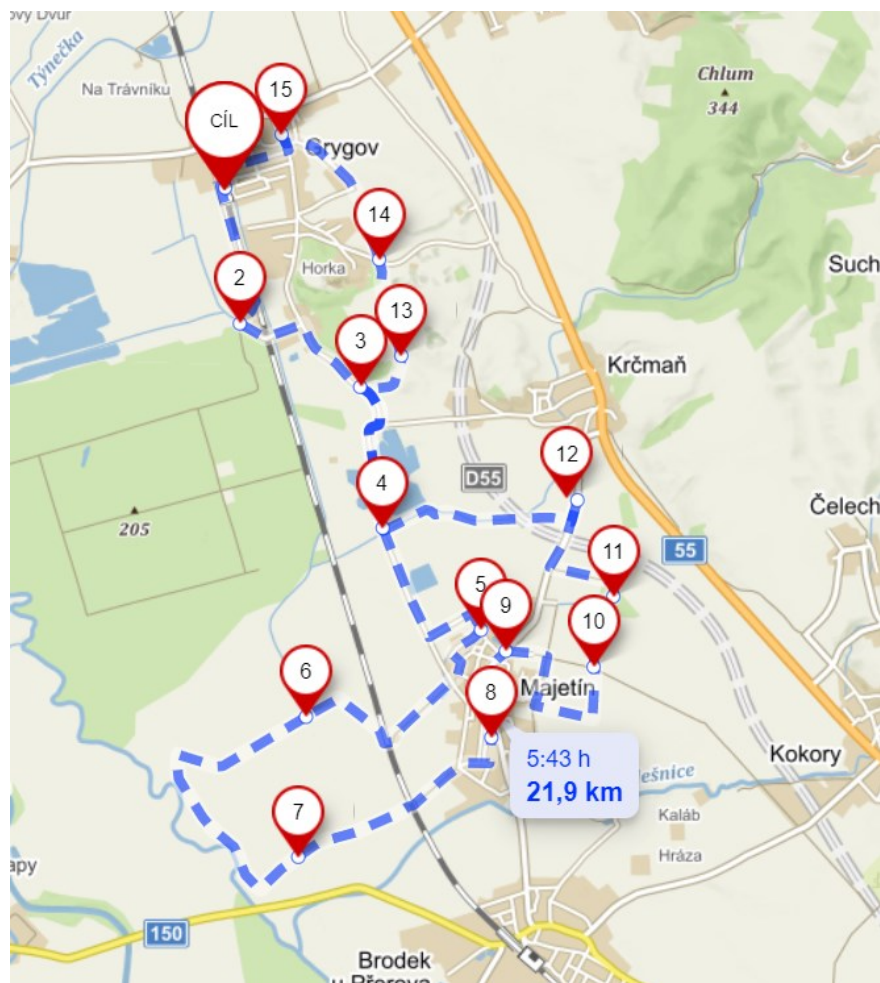 ový Dvůr
Týnečka
Na Trávníku
Chlum
344
15
CÍL
Grygov
14
Horka
Such
2
13
3
Krčmaň
12
D55
4
205
Čelech
11
55
5
9
10
6
8
Majetín
5:43 h
21,9 km
Kokory
ešnice
7
Kaláb
Hráza
apy
150
Brodek
u Přerova